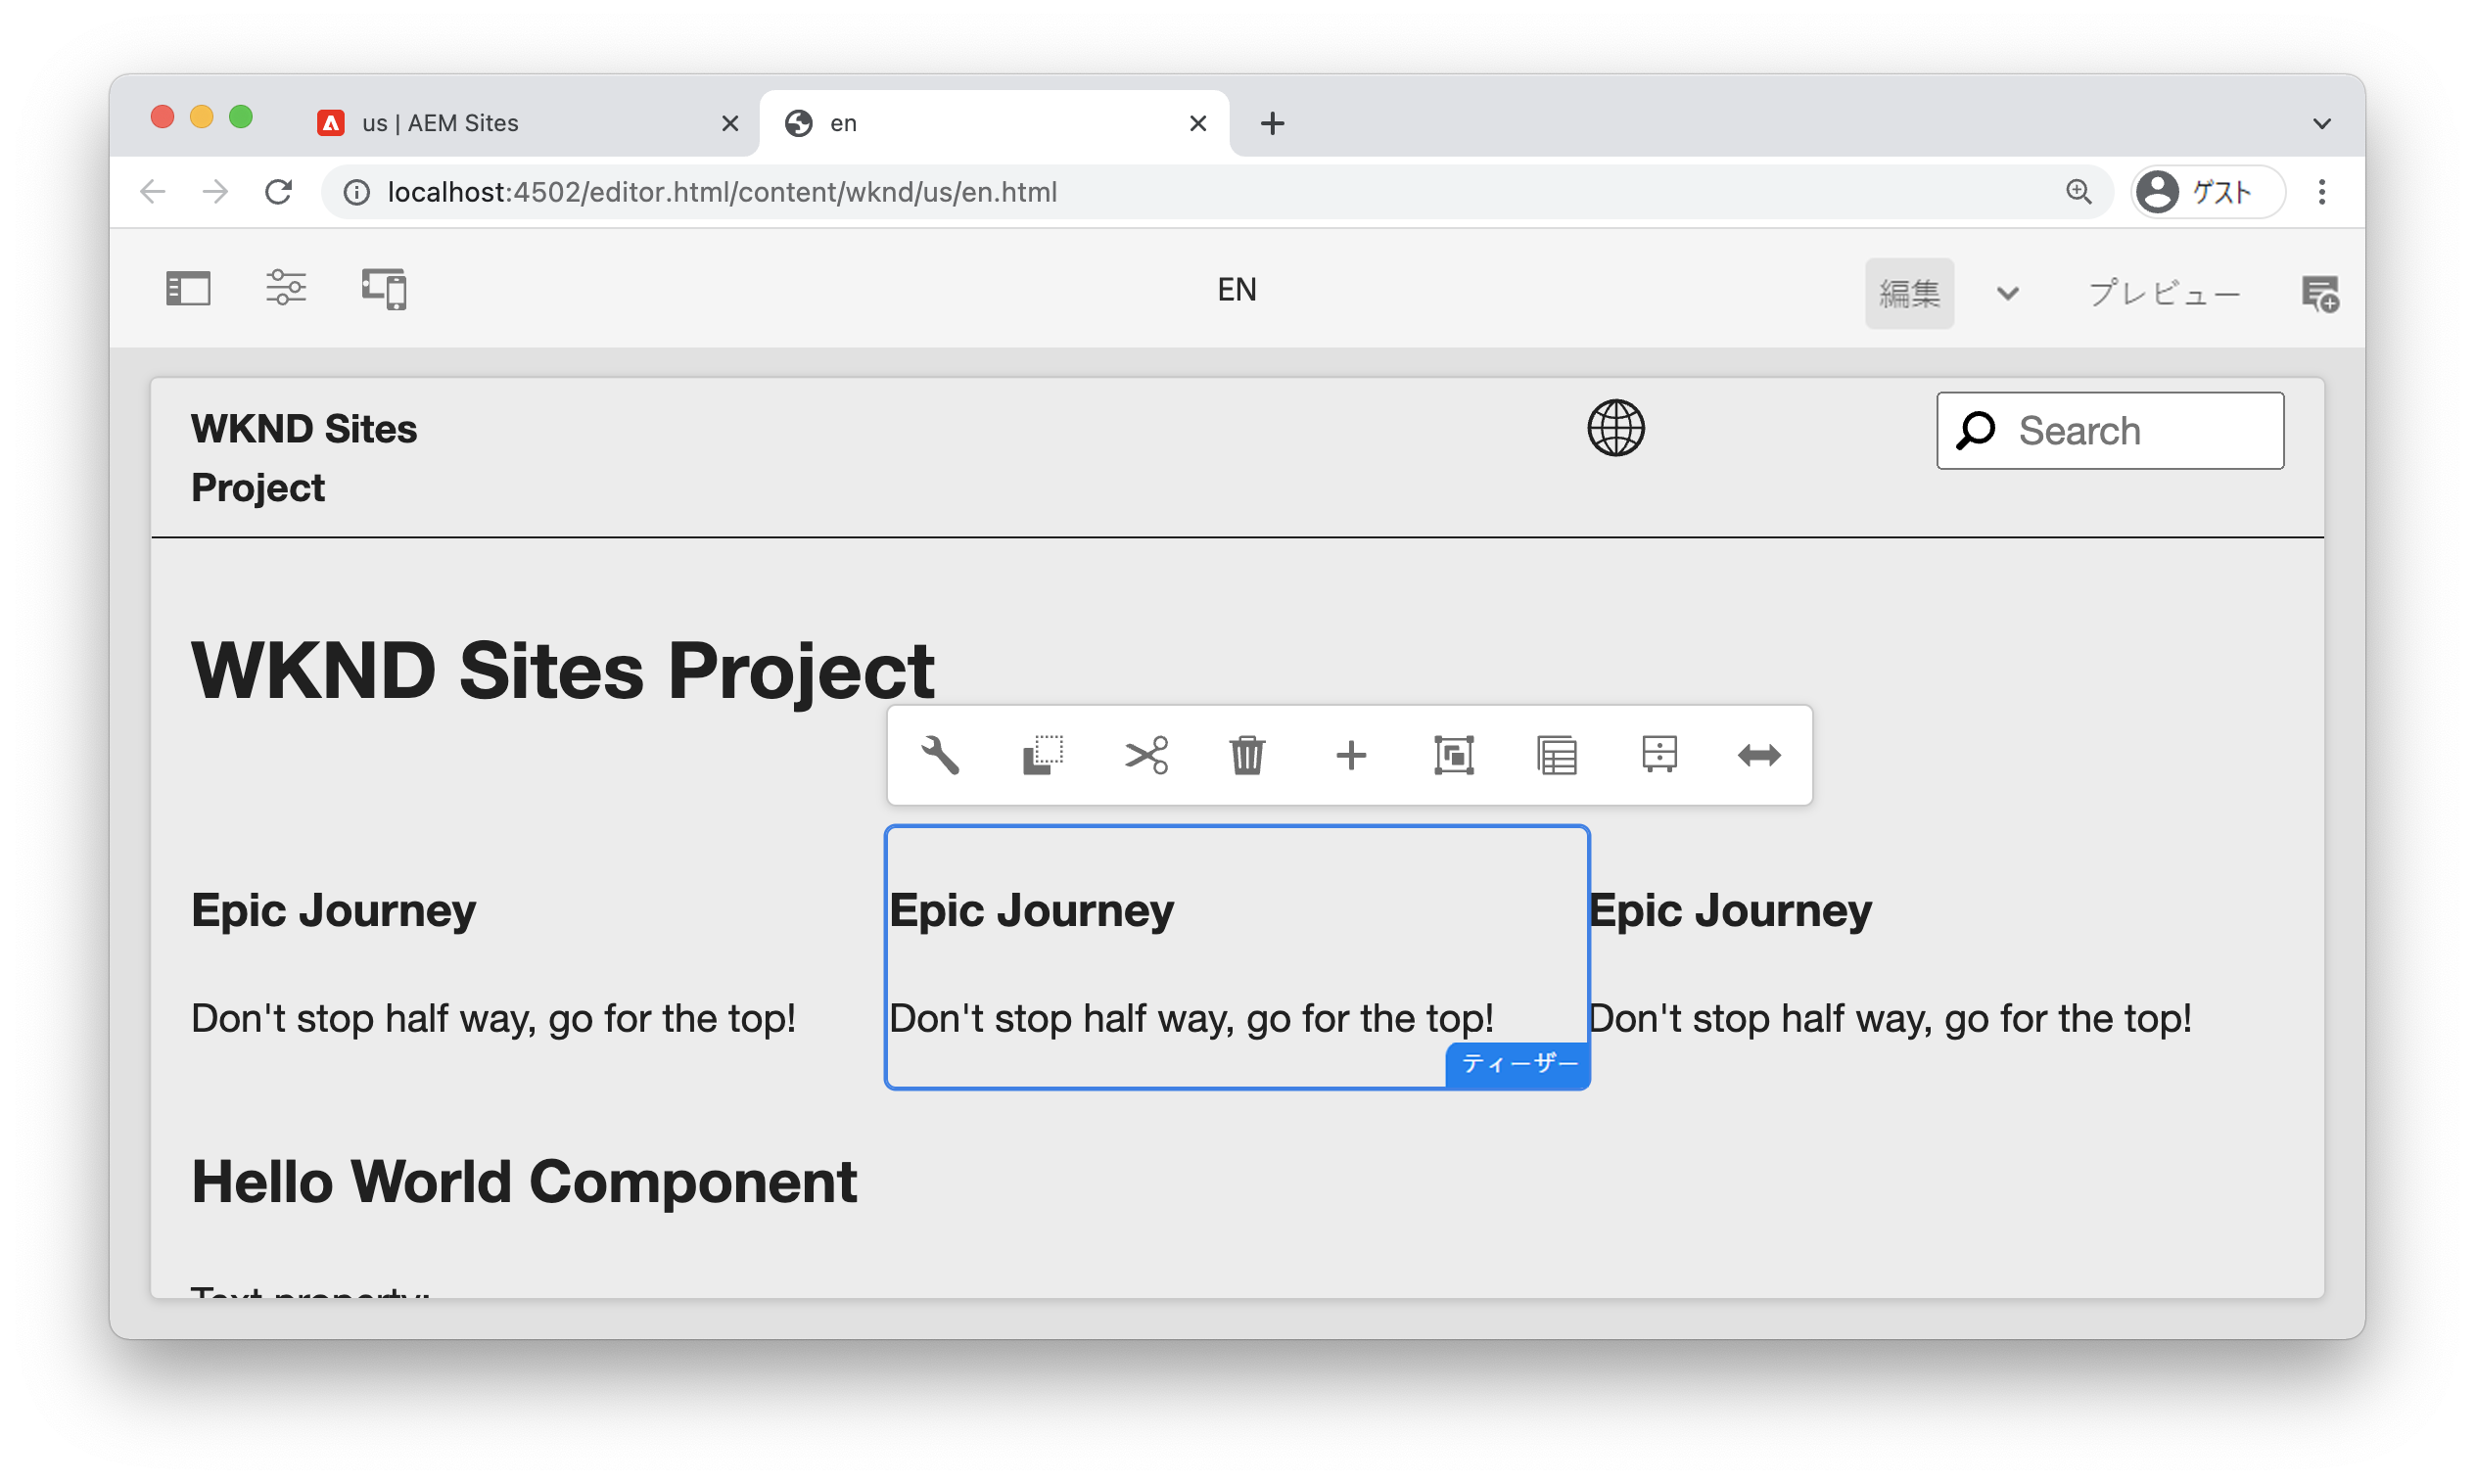 us | AEM Sites
en
localhost:4502/editor.html/content/wknd/us/en.html
ゲスト
EN
編集
プレビュー
WKND Sites
Project
Search
WKND Sites Project
Epic Journey
Don't stop half way, go for the top!
Epic Journey
Don't stop half way, go for the top!
ティーザー
Epic Journey
Don't stop half way, go for the top!
Hello World Component
Text property: